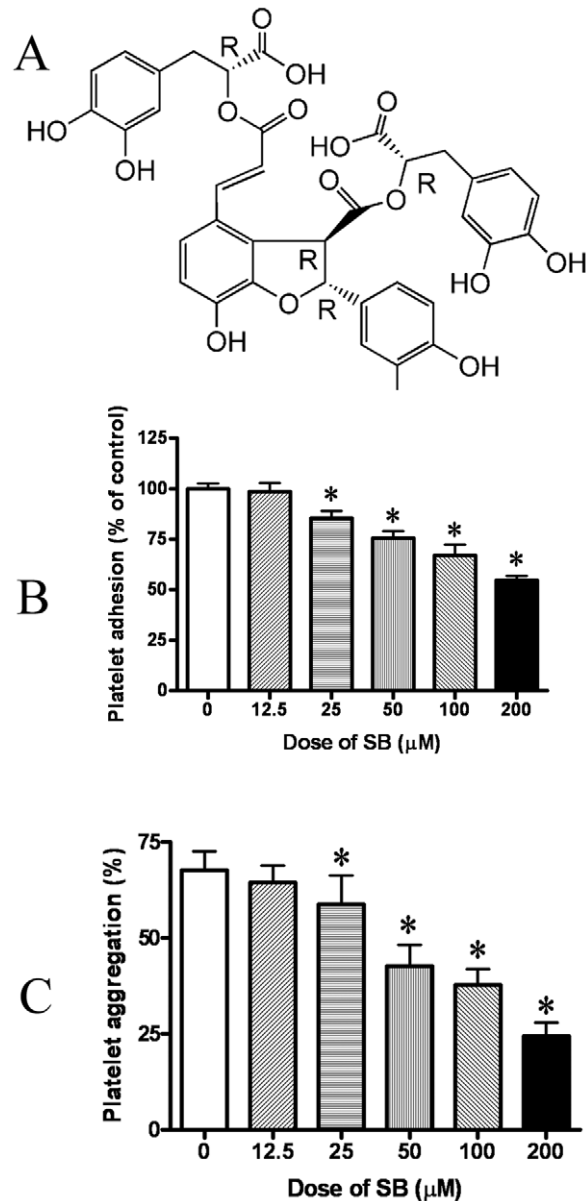 A
R
O
OH
O
O
HO
OH
O
HO
O
O
R
R
O
R
HO
OH
OH
OH
B
Platelet adhesion (% of control)
125
100
75
50
25
0
0 12.5 25 50 100 200
* * * *
Dose of SB (μM)
C
Platelet aggregation (%)
75
50
25
0
0 12.5 25 50 100 200
* * * *
Dose of SB (μM)